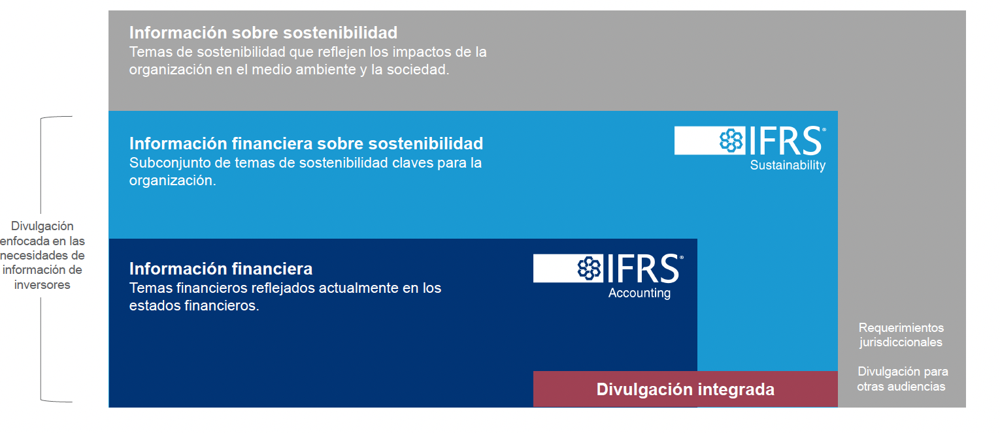 Información sobre sostenibilidad
Temas de sostenibilidad que reflejen los impactos de la
organización en el medio ambiente y la sociedad.
Información financiera sobre sostenibilidad
Subconjunto de temas de sostenibilidad claves para la
organización.
IFRS®
Sustainability
Divulgación
enfocada en las
necesidades de
información de
inversores
Información financiera
Temas financieros reflejados actualmente en los
estados financieros.
IFRS®
Accounting
Requerimientos
jurisdiccionales
Divulgación para
otras audiencias
Divulgación integrada